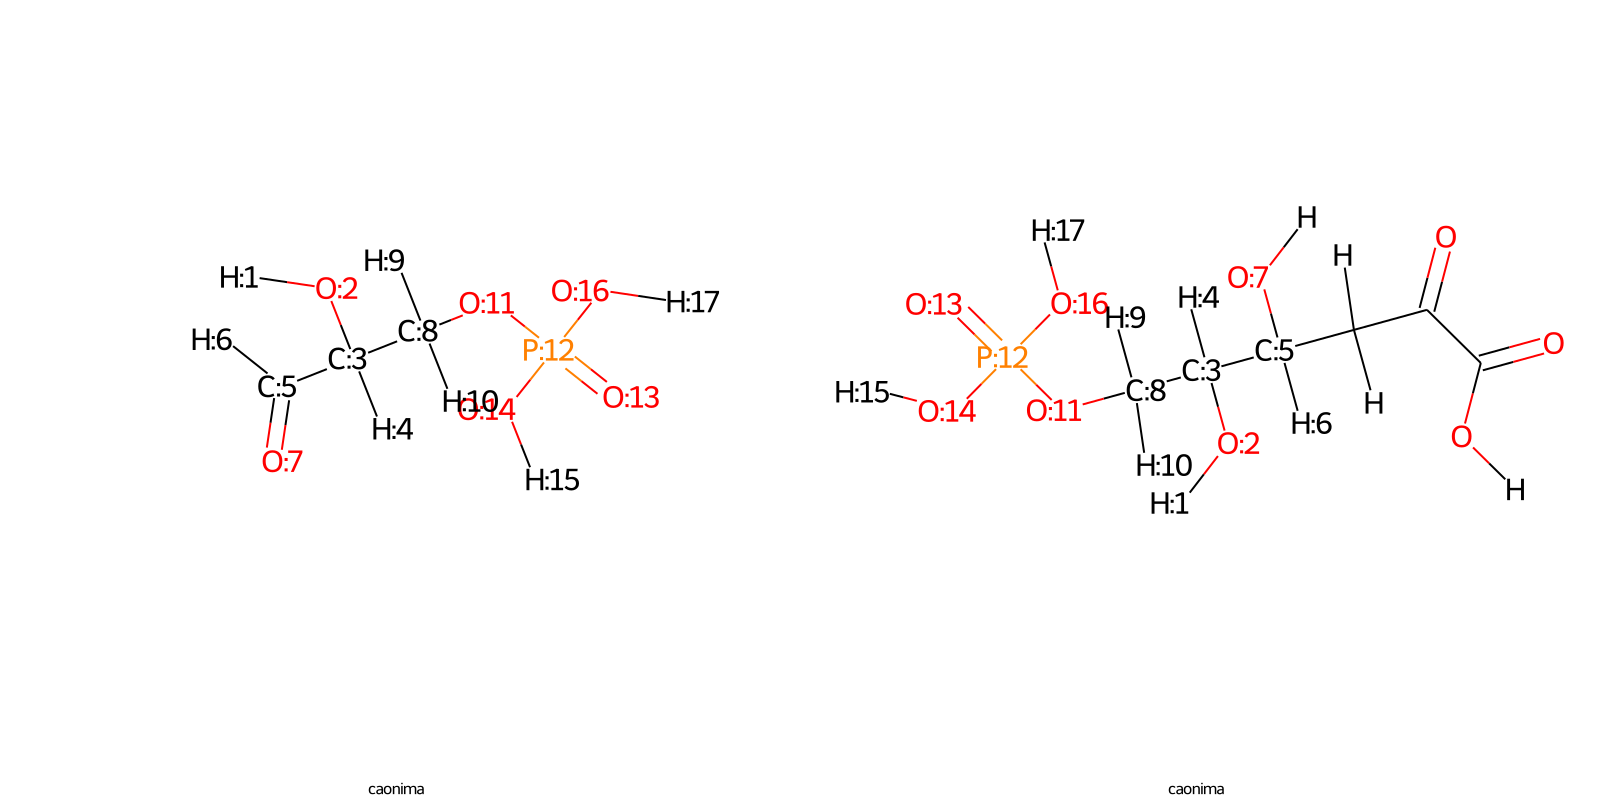 H:9
H:1 O:2 O:11 O:16 H:17
H:6 C:8
C:3 P:12
C:5
H:10 O:14 O:13
H:4
O:7
H:15
H
H:17 O
H
O:7
O:13 O:16 H:4
H:9
O
P:12 C:5
C:3
H:15 C:8
O:14 O:11 H
H:6
O:2 O
H:10
H:1 H
caonima caonima